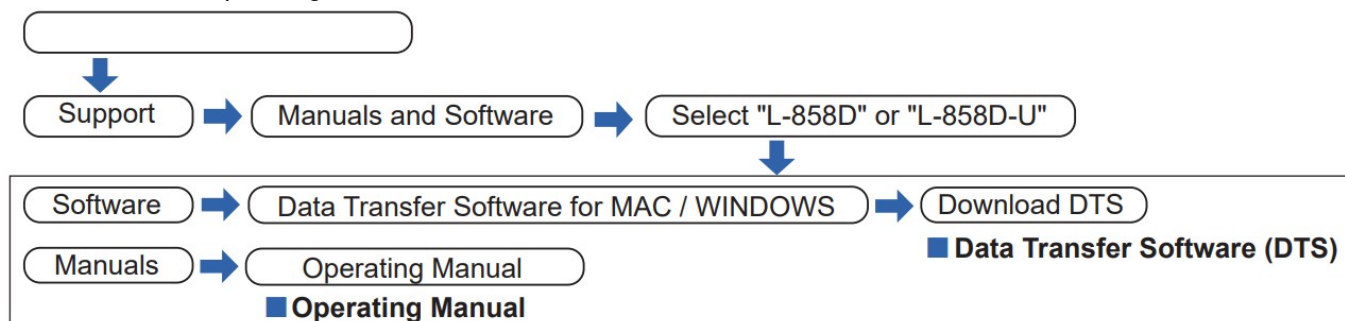 Support
Manuals and Software
Select "L-858D" or "L-858D-U"
Software
Data Transfer Software for MAC / WINDOWS
Download DTS
Data Transfer Software (DTS)
Manuals
Operating Manual
Operating Manual